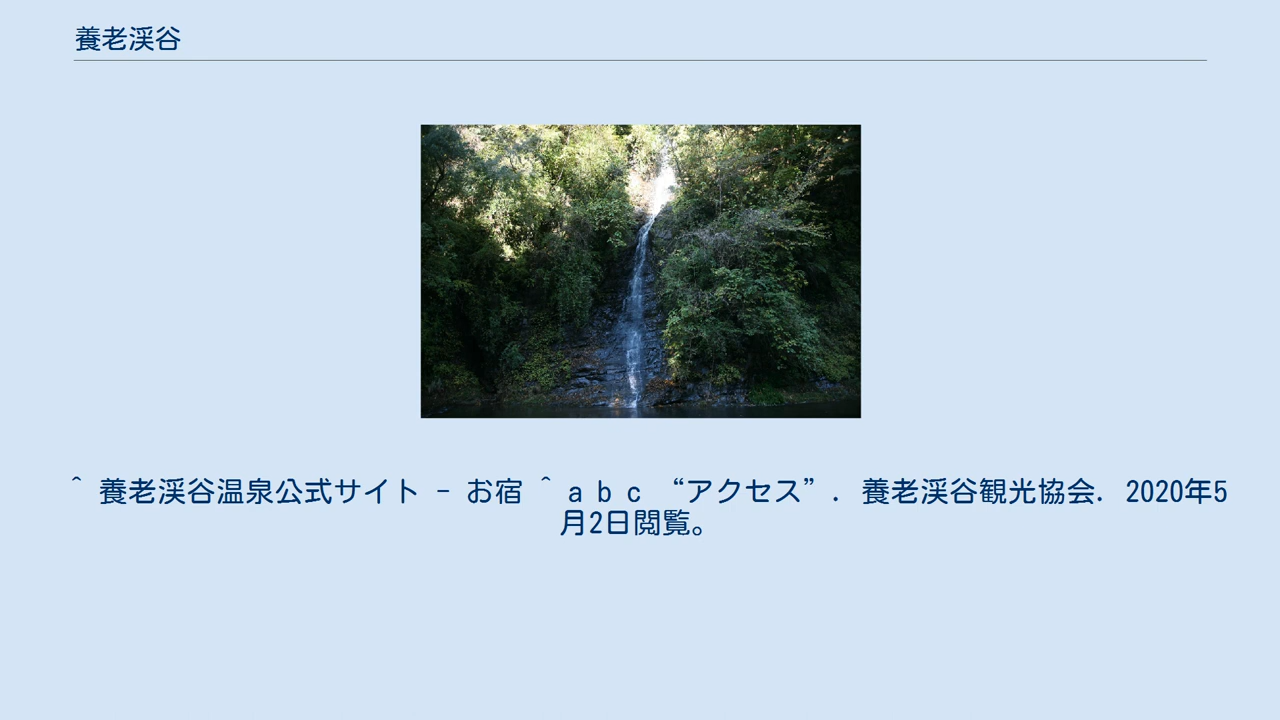 養老渓谷
^ 養老渓谷温泉公式サイト - お宿 ^ a b c “アクセス”. 養老渓谷観光協会. 2020年5
月2日閲覧。